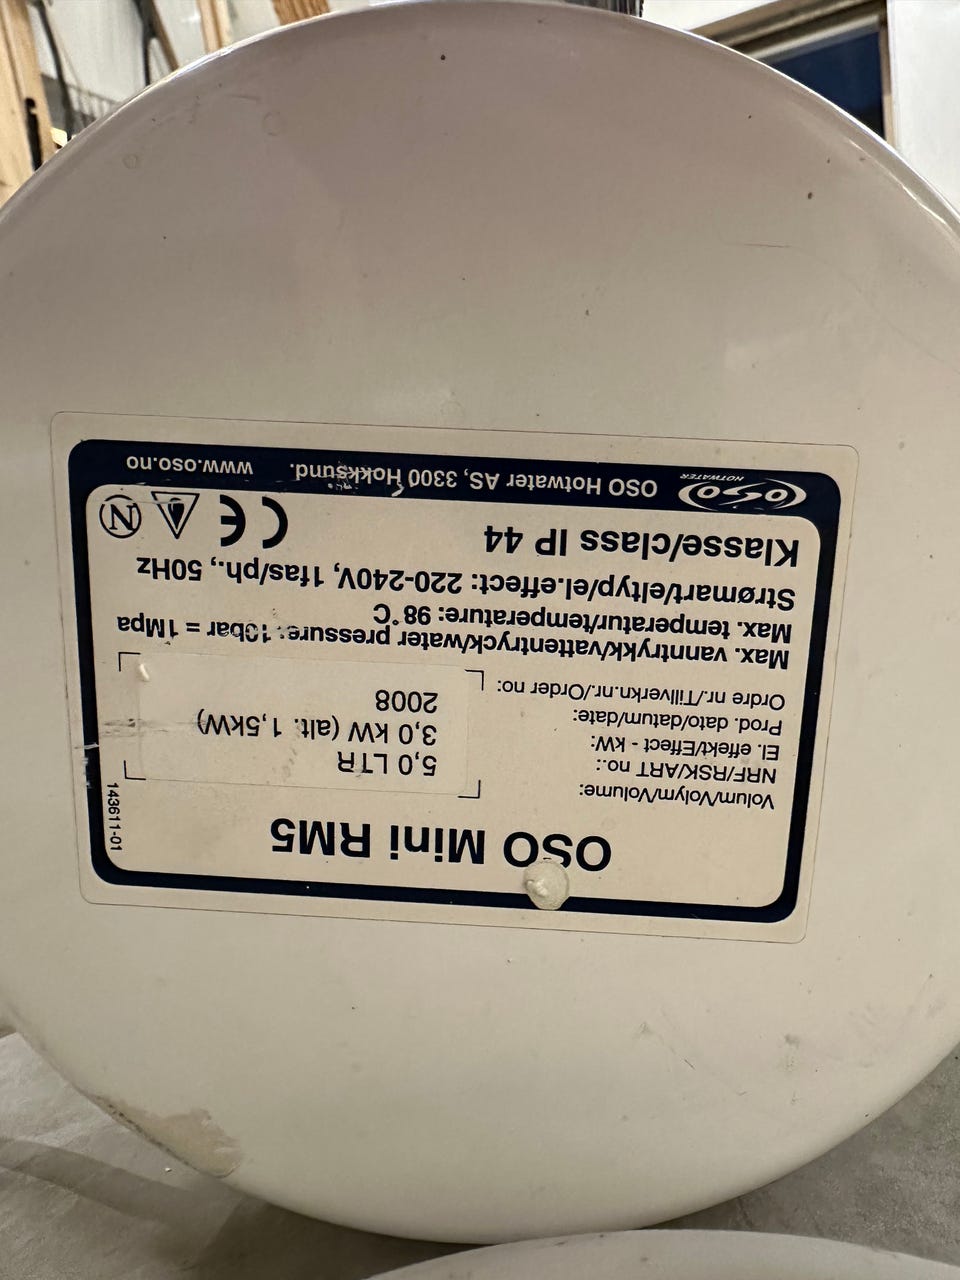 OSO Mini RM5
Volum/Volym/Volume: 5,0 LTR
NRF/RSK/ART no.:
El. effekt/Effect - kW: 3,0 kW (alt. 1,5kW)
Prod. dato/datum/date: 2008
Ordre nr./Tillverkn.nr./Order no:
Max. vanntrykk/vattentryck/water pressure: 10bar = 1Mpa
Max. temperatur/temperature: 98°C
Strømart/eltyp/el.effect: 220-240V, 1fas/ph., 50Hz
Klasse/class IP 44
CE N
OSO HOTWATER OSO Hotwater AS, 3300 Hokksund. www.oso.no
143611-01